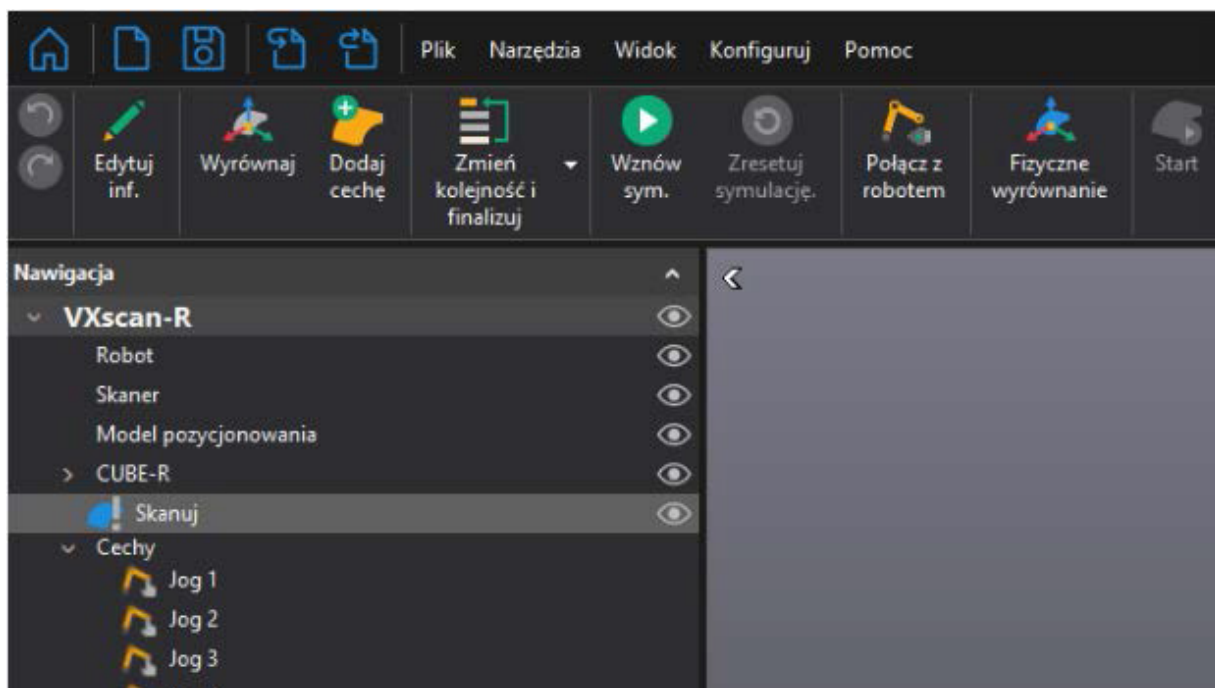 Plik Narzędzia Widok Konfiguruj Pomoc
Edytuj inf.
Wyrównaj
Dodaj cechę
Zmień kolejność i finalizuj
Wznów sym.
Zresetuj symulację.
Połącz z robotem
Fizyczne wyrównanie
Start
Nawigacja
VXscan-R
Robot
Skaner
Model pozycjonowania
CUBE-R
Skanuj
Cechy
Jog 1
Jog 2
Jog 3